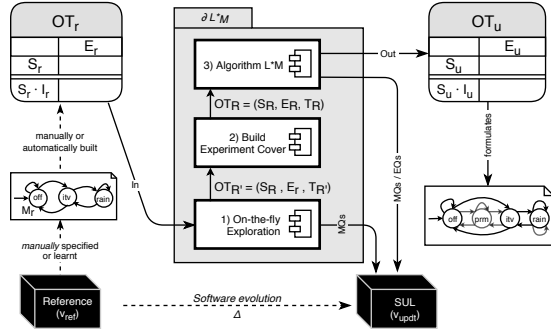 OTr
Er
Sr
Sr · Ir
manually or
automatically built
off
itv
rain
Mr
manually specified
or learnt
Reference
(vref)
In
∂ L*M
3) Algorithm L*M
OTR = (SR, ER, TR)
2) Build
Experiment Cover
OTR' = (SR , Er , TR')
1) On-the-fly
Exploration
MQs
MQs / EQs
Out
Software evolution
Δ
SUL
(vupdt)
OTu
Eu
Su
Su · Iu
formulates
off
prm
itv
rain